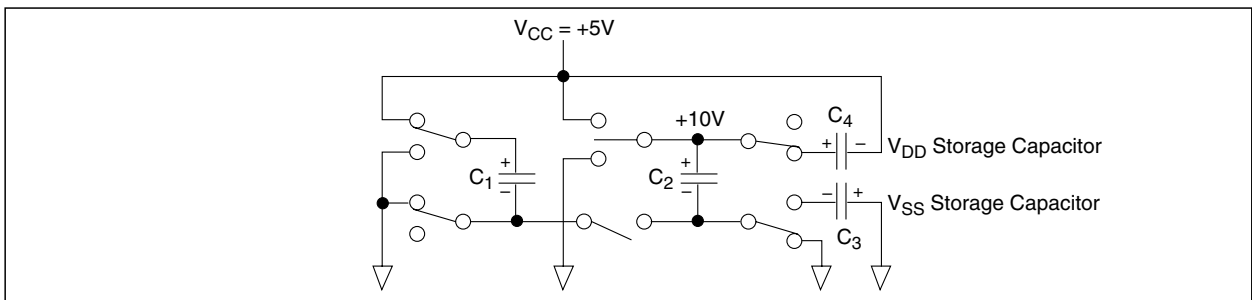 V_CC = +5V
+10V
C_4
+
–
V_DD Storage Capacitor
+
C_1
–
+
C_2
–
–
+
V_SS Storage Capacitor
C_3